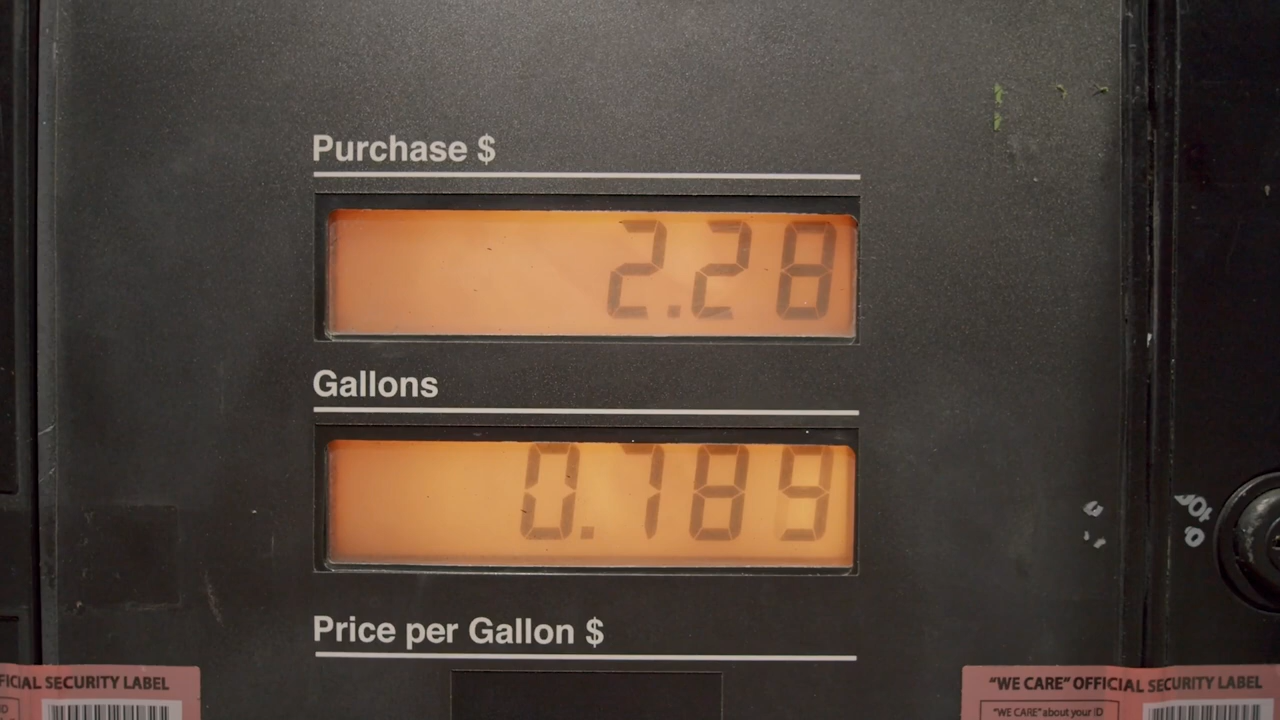 Purchase $
2.28
Gallons
0.789
Price per Gallon $
FICIAL SECURITY LABEL
"WE CARE" OFFICIAL SECURITY LABEL
"WE CARE" about your ID